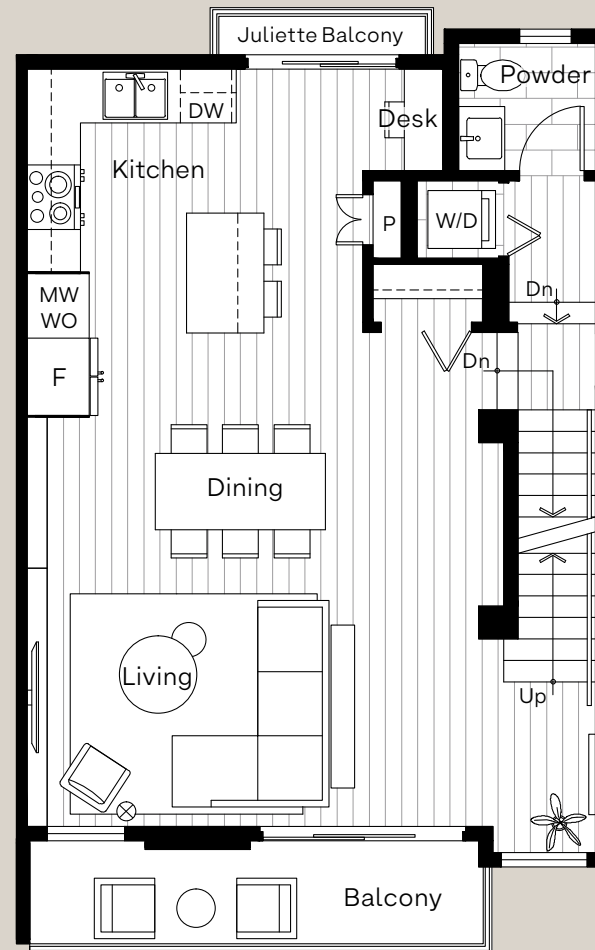 Juliette Balcony
Powder
DW
Desk
Kitchen
P
W/D
MW
WO
Dn
Dn
F
Dining
Living
Up
Balcony